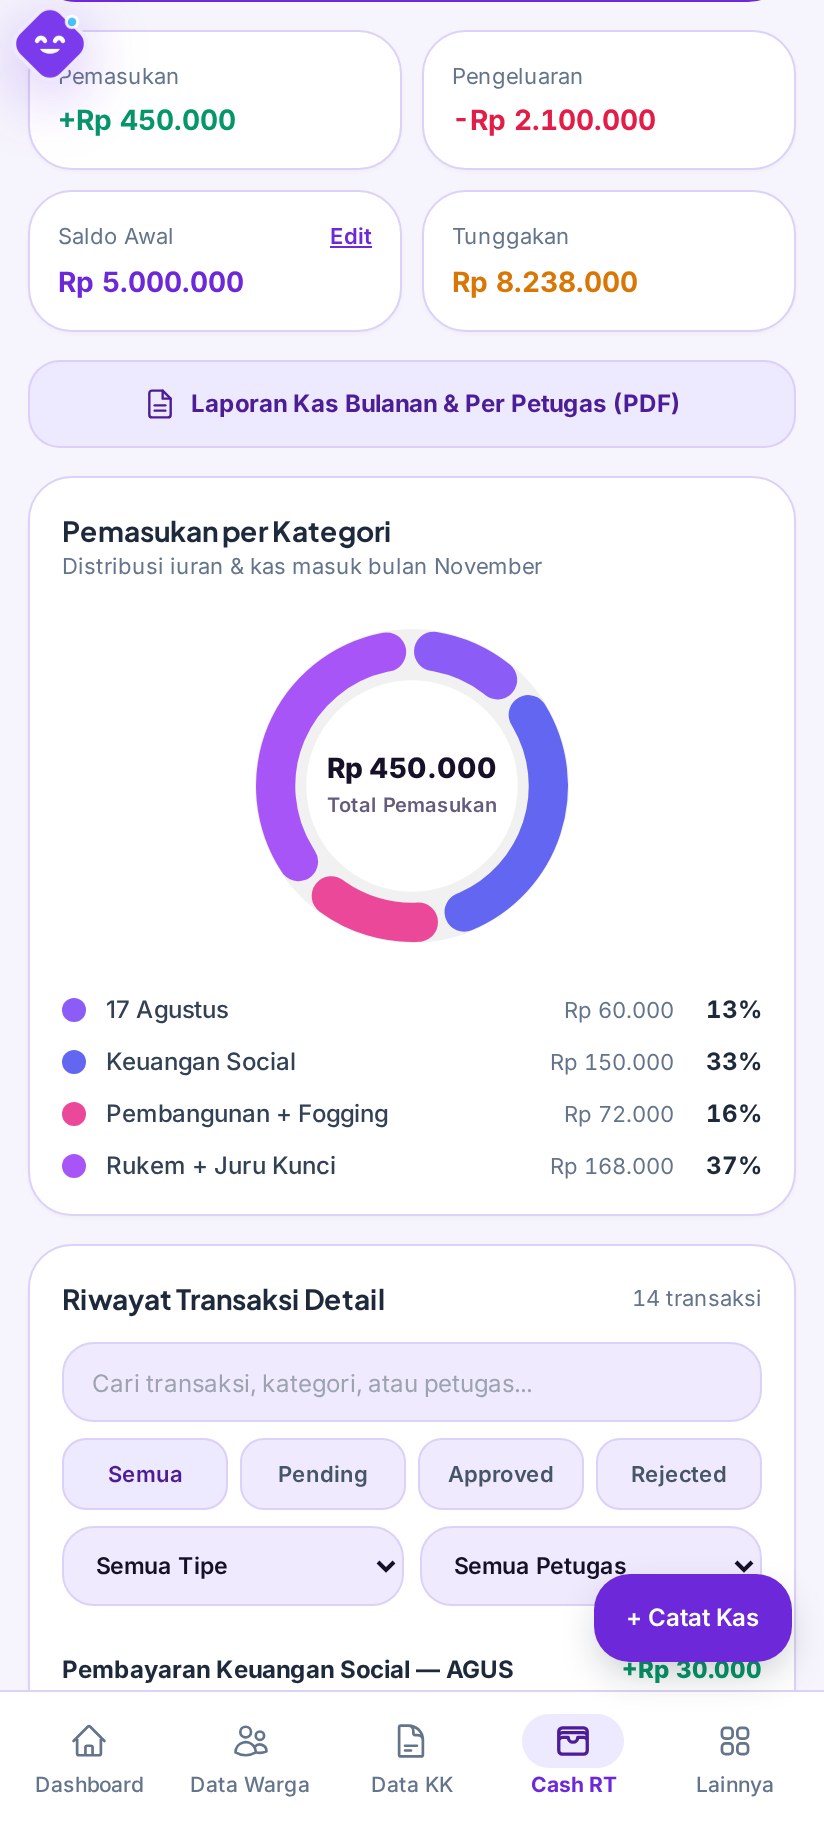 Pemasukan
+Rp 450.000
Pengeluaran
-Rp 2.100.000
Saldo Awal
Edit
Rp 5.000.000
Tunggakan
Rp 8.238.000
Laporan Kas Bulanan & Per Petugas (PDF)
Pemasukan per Kategori
Distribusi iuran & kas masuk bulan November
Rp 450.000
Total Pemasukan
17 Agustus Rp 60.000 13%
Keuangan Social Rp 150.000 33%
Pembangunan + Fogging Rp 72.000 16%
Rukem + Juru Kunci Rp 168.000 37%
Riwayat Transaksi Detail 14 transaksi
Cari transaksi, kategori, atau petugas...
Semua Pending Approved Rejected
Semua Tipe Semua Petugas
+ Catat Kas
Pembayaran Keuangan Social — AGUS +Rp 30.000
Dashboard Data Warga Data KK Cash RT Lainnya